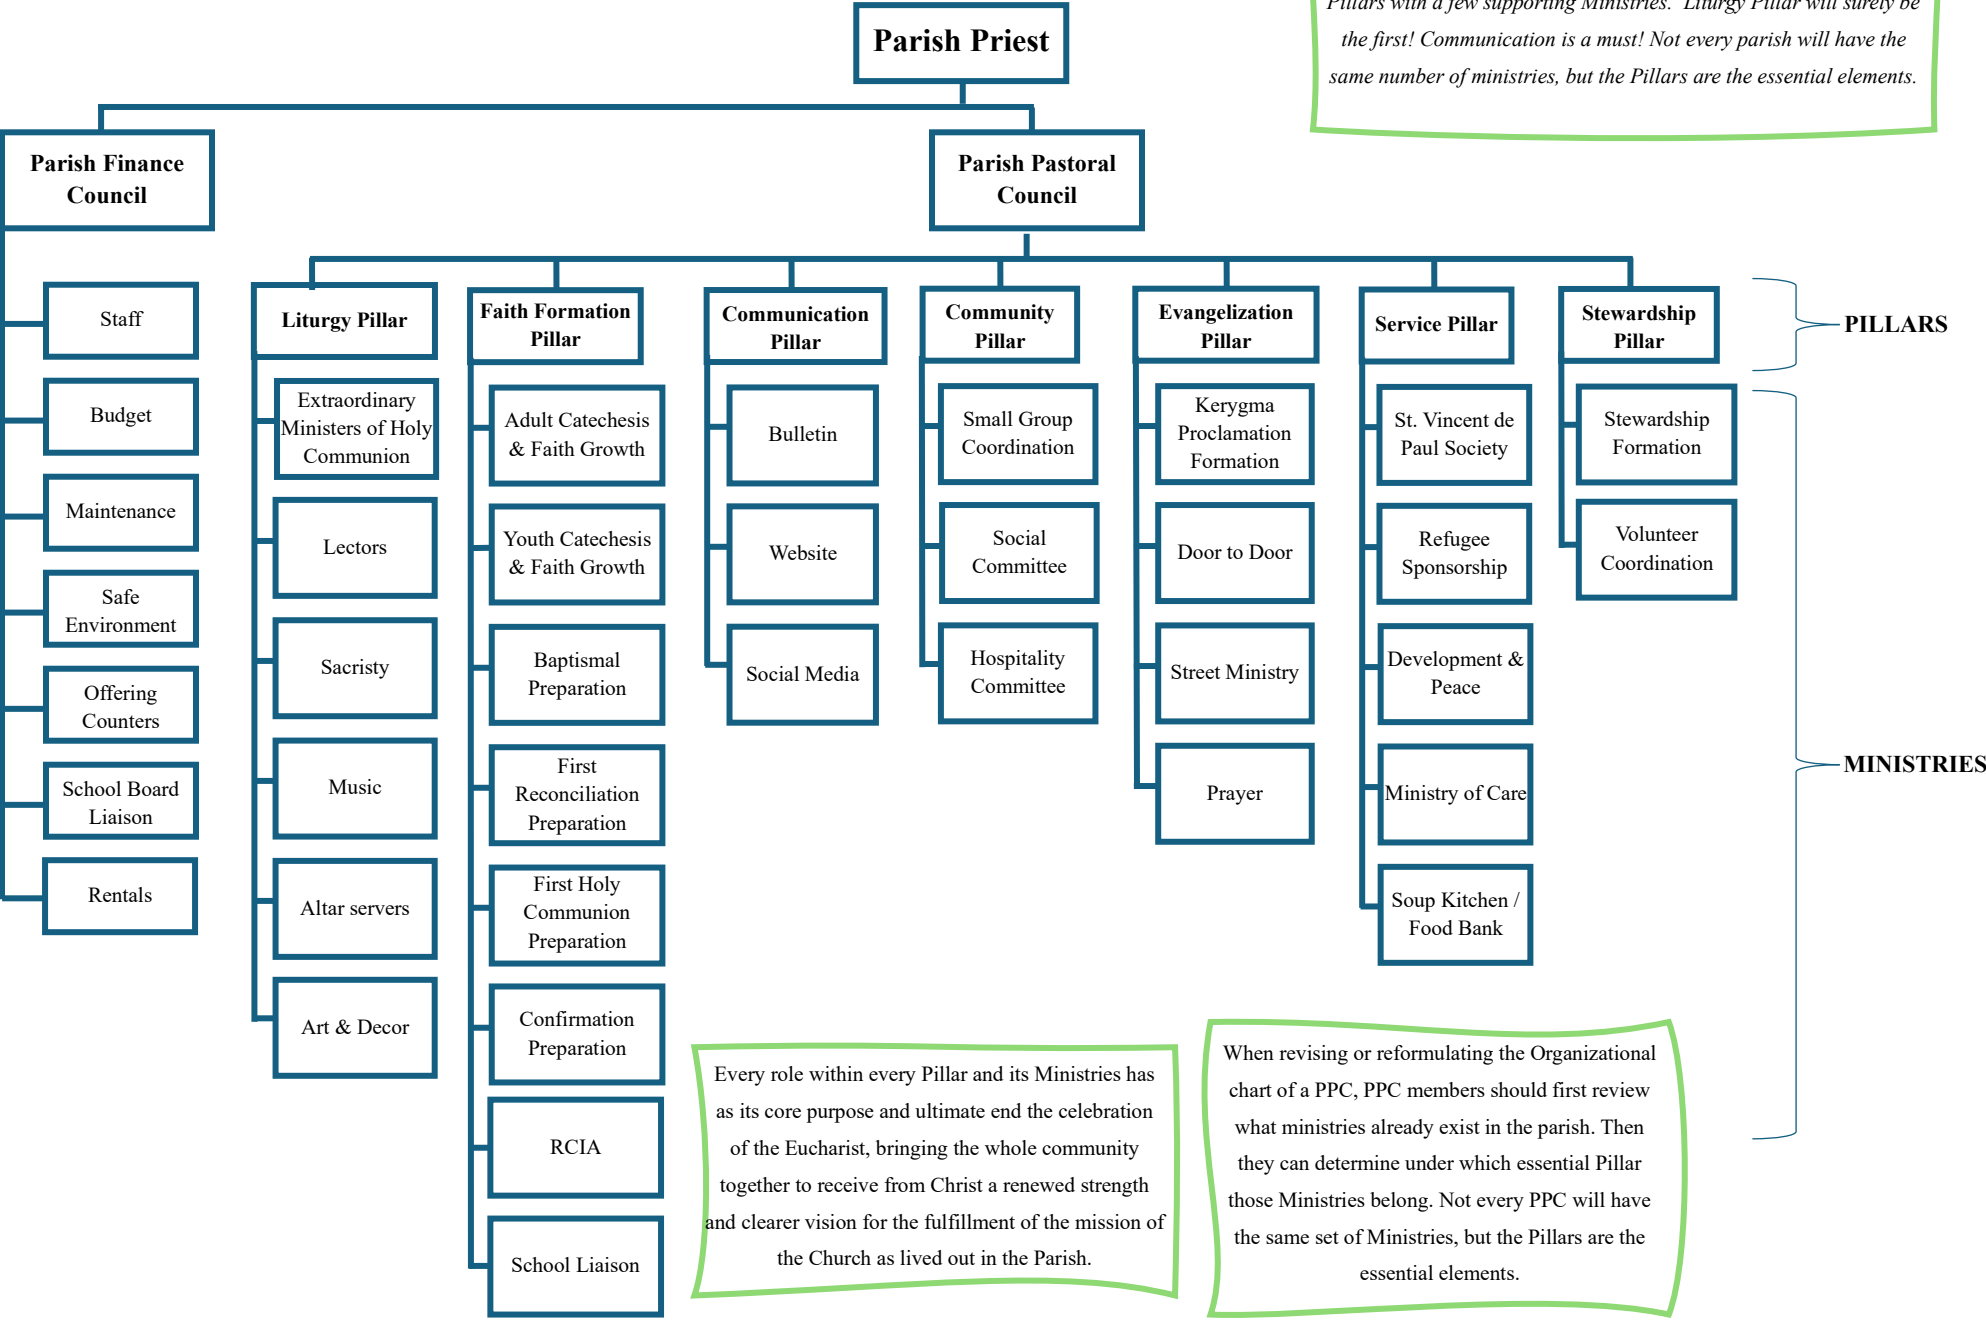 Pillars with a few supporting Ministries. Liturgy Pillar will surely be
the first! Communication is a must! Not every parish will have the
same number of ministries, but the Pillars are the essential elements.
Parish Priest
Parish Finance
Council
Parish Pastoral
Council
Staff
Budget
Maintenance
Safe
Environment
Offering
Counters
School Board
Liaison
Rentals
Liturgy Pillar
Extraordinary
Ministers of Holy
Communion
Lectors
Sacristy
Music
Altar servers
Art & Decor
Faith Formation
Pillar
Adult Catechesis
& Faith Growth
Youth Catechesis
& Faith Growth
Baptismal
Preparation
First
Reconciliation
Preparation
First Holy
Communion
Preparation
Confirmation
Preparation
RCIA
School Liaison
Communication
Pillar
Bulletin
Website
Social Media
Community
Pillar
Small Group
Coordination
Social
Committee
Hospitality
Committee
Evangelization
Pillar
Kerygma
Proclamation
Formation
Door to Door
Street Ministry
Prayer
Service Pillar
St. Vincent de
Paul Society
Refugee
Sponsorship
Development &
Peace
Ministry of Care
Soup Kitchen /
Food Bank
Stewardship
Pillar
Stewardship
Formation
Volunteer
Coordination
PILLARS
MINISTRIES
Every role within every Pillar and its Ministries has
as its core purpose and ultimate end the celebration
of the Eucharist, bringing the whole community
together to receive from Christ a renewed strength
and clearer vision for the fulfillment of the mission of
the Church as lived out in the Parish.
When revising or reformulating the Organizational
chart of a PPC, PPC members should first review
what ministries already exist in the parish. Then
they can determine under which essential Pillar
those Ministries belong. Not every PPC will have
the same set of Ministries, but the Pillars are the
essential elements.